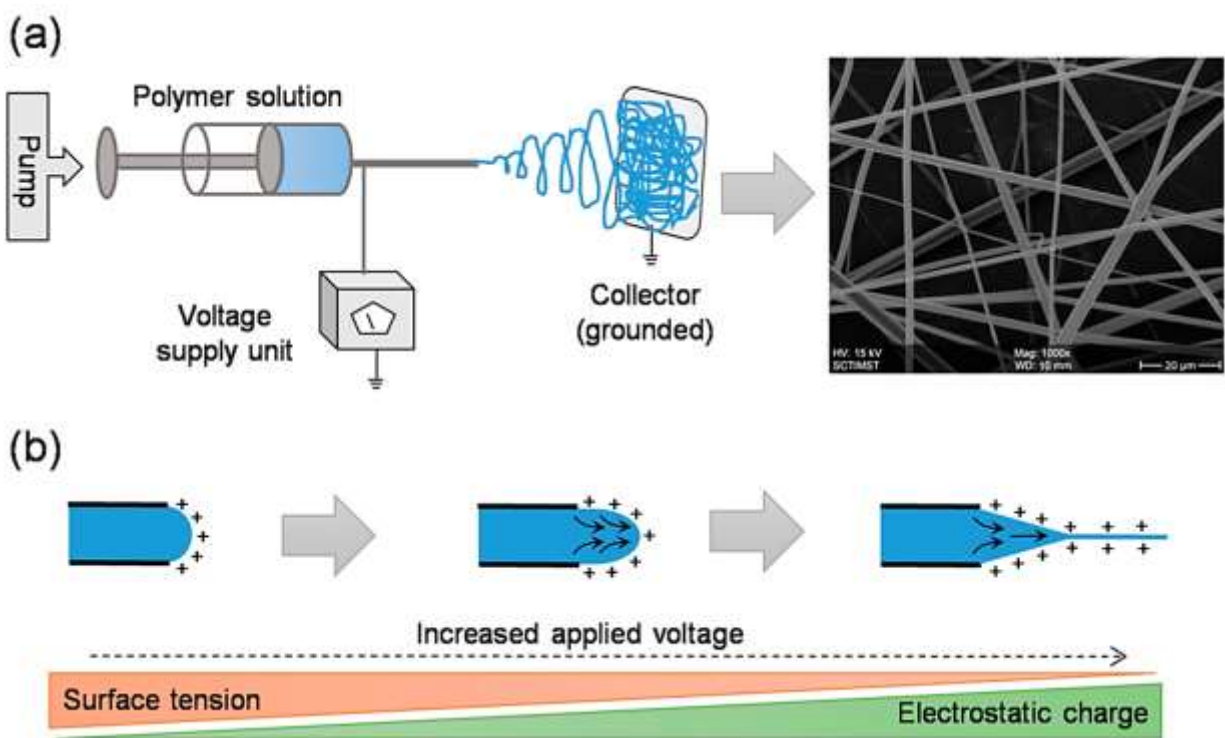 (a)
Pump
Polymer solution
Voltage
supply unit
Collector
(grounded)
HV: 15 kV
SCTIMST
Mag: 1000x
WD: 16 mm
20 µm
(b)
+ + + + +
+ + + + + + +
+ + + + + + + + + + + +
Increased applied voltage
Surface tension
Electrostatic charge